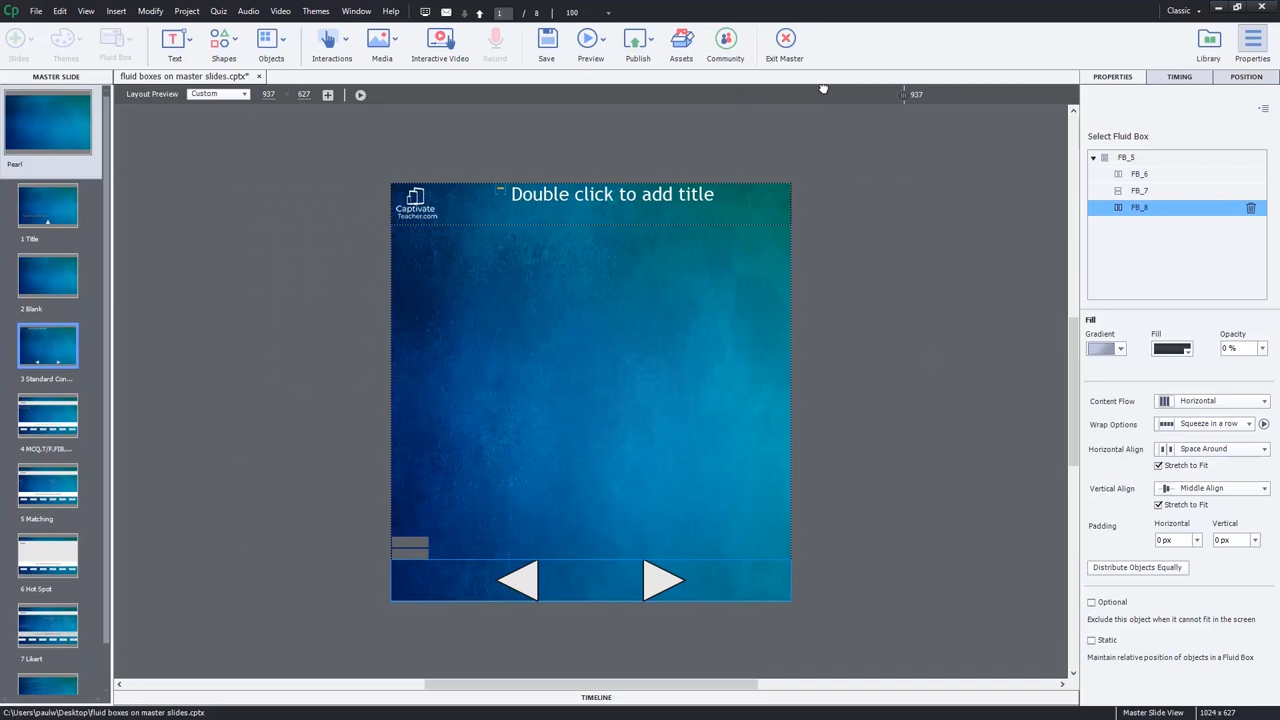 Cp File Edit View Insert Modify Project Quiz Audio Video Themes Window Help 1 / 8 100 Classic
Slides Themes Fluid Box Text Shapes Objects Interactions Media Interactive Video Record Save Preview Publish Assets Community Exit Master Library Properties
MASTER SLIDE
fluid boxes on master slides.cptx* ×
PROPERTIES TIMING POSITION
Layout Preview Custom 937 × 627 937
Pearl
1 Title
2 Blank
3 Standard Con...
4 MCQ,T/F,FIB,...
5 Matching
6 Hot Spot
7 Likert
Captivate
Teacher.com
Double click to add title
Select Fluid Box
FB_5
FB_6
FB_7
FB_8
Fill
Gradient Fill Opacity
0 %
Content Flow Horizontal
Wrap Options Squeeze in a row
Horizontal Align Space Around
Stretch to Fit
Vertical Align Middle Align
Stretch to Fit
Padding Horizontal Vertical
0 px 0 px
Distribute Objects Equally
Optional
Exclude this object when it cannot fit in the screen
Static
Maintain relative position of objects in a Fluid Box
TIMELINE
C:\Users\paulw\Desktop\fluid boxes on master slides.cptx Master Slide View 1024 x 627